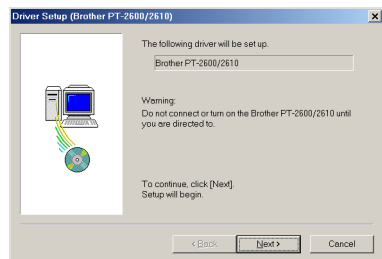 Driver Setup (Brother PT-2600/2610)
The following driver will be set up.
Brother PT-2600/2610
Warning:
Do not connect or turn on the Brother PT-2600/2610 until
you are directed to.
To continue, click [Next].
Setup will begin.
< Back
Next >
Cancel